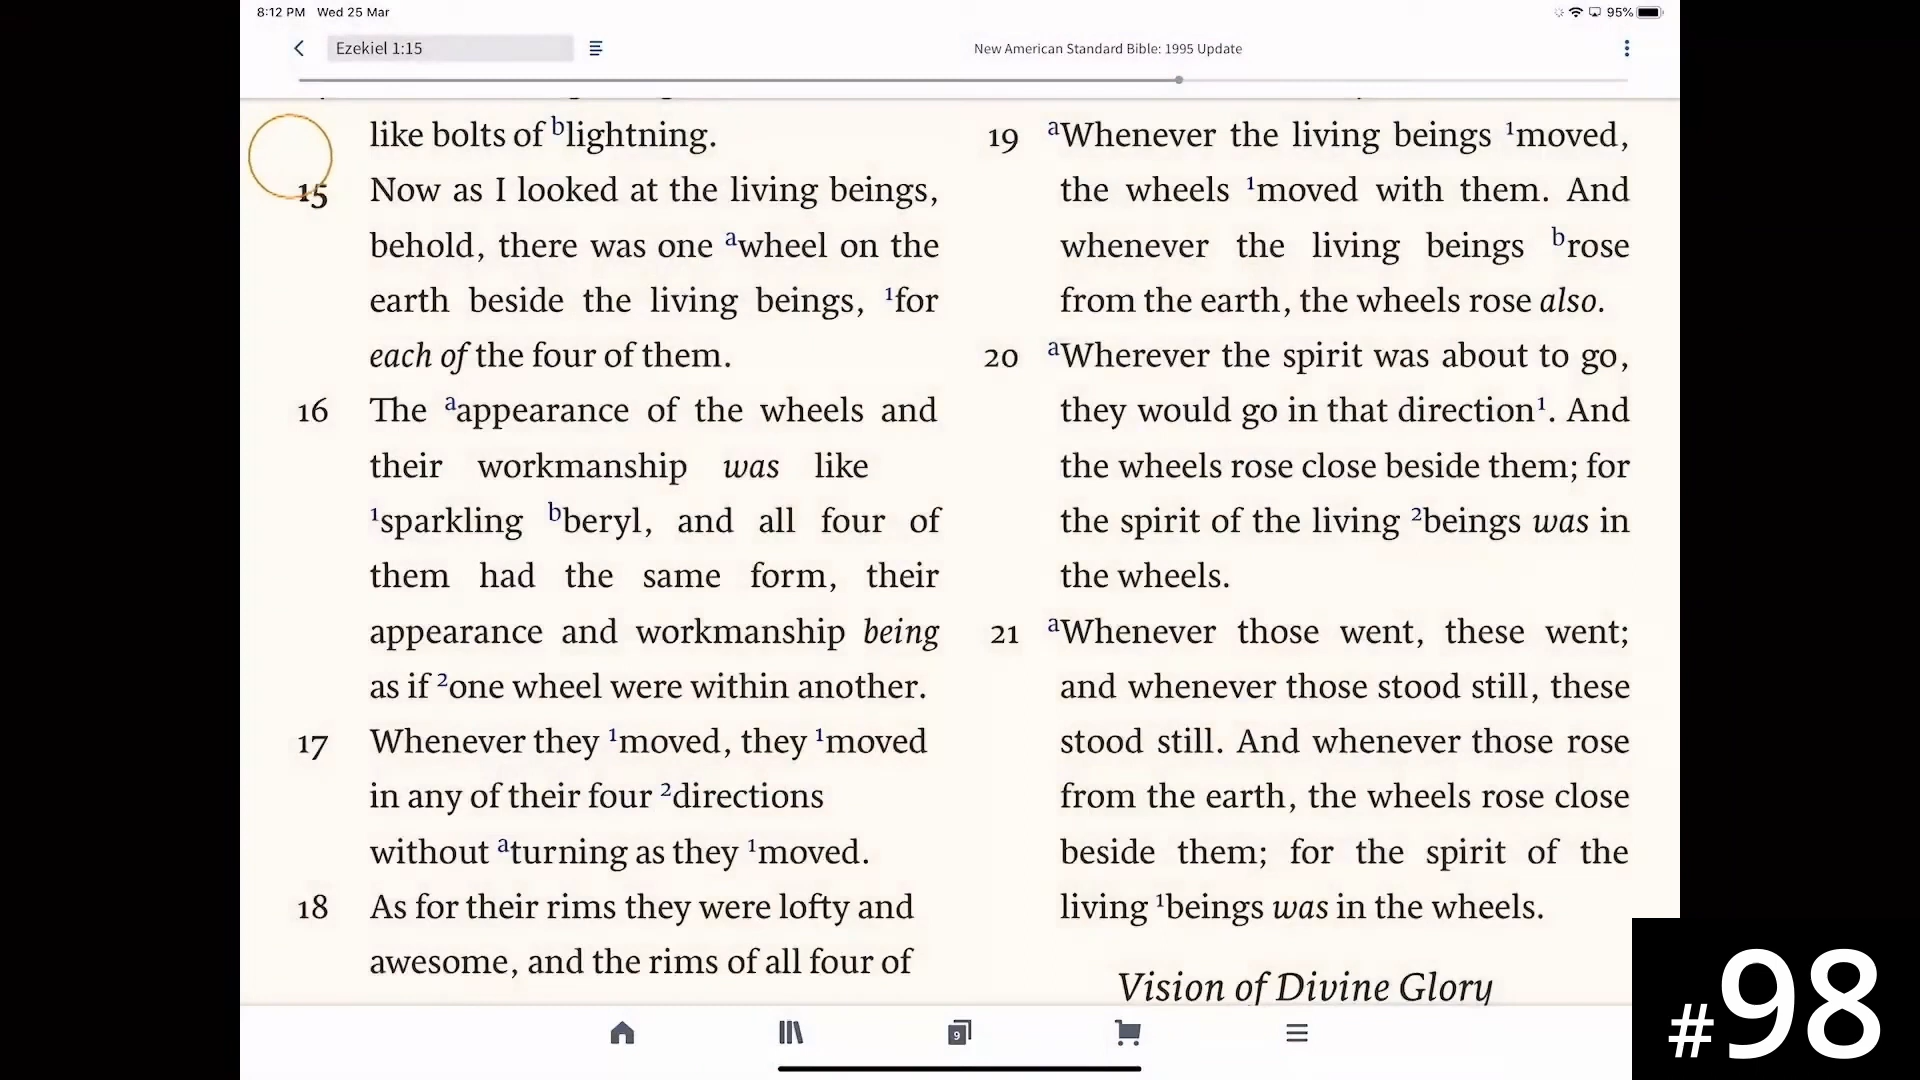 8:12 PM Wed 25 Mar
95%
Ezekiel 1:15
New American Standard Bible: 1995 Update
like bolts of blightning.
15 Now as I looked at the living beings,
behold, there was one awheel on the
earth beside the living beings, 1for
each of the four of them.
16 The aappearance of the wheels and
their workmanship was like
1sparkling bberyl, and all four of
them had the same form, their
appearance and workmanship being
as if 2one wheel were within another.
17 Whenever they 1moved, they 1moved
in any of their four 2directions
without aturning as they 1moved.
18 As for their rims they were lofty and
awesome, and the rims of all four of
19 aWhenever the living beings 1moved,
the wheels 1moved with them. And
whenever the living beings brose
from the earth, the wheels rose also.
20 aWherever the spirit was about to go,
they would go in that direction1. And
the wheels rose close beside them; for
the spirit of the living 2beings was in
the wheels.
21 aWhenever those went, these went;
and whenever those stood still, these
stood still. And whenever those rose
from the earth, the wheels rose close
beside them; for the spirit of the
living 1beings was in the wheels.
Vision of Divine Glory
9
#98